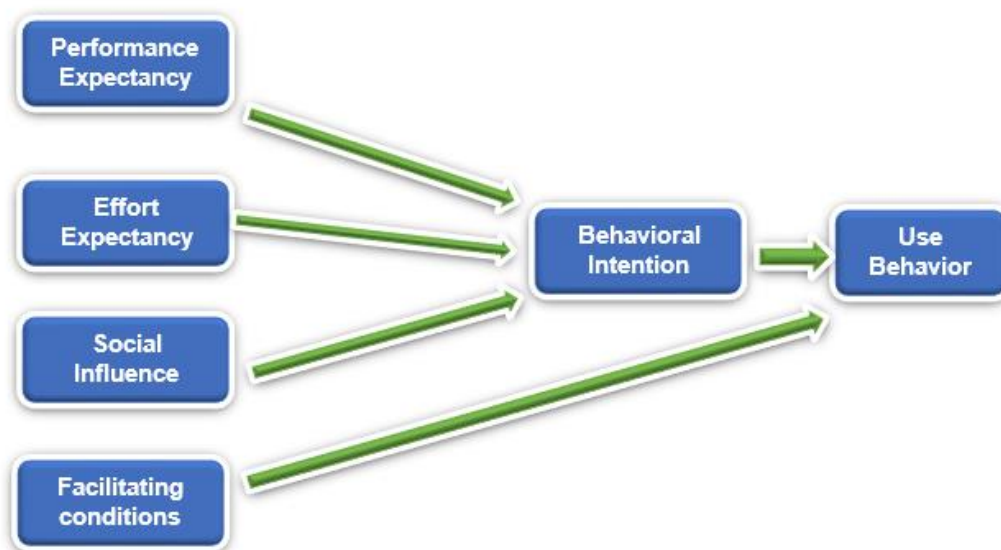 Performance
Expectancy
Effort
Expectancy
Social
Influence
Facilitating
conditions
Behavioral
Intention
Use
Behavior